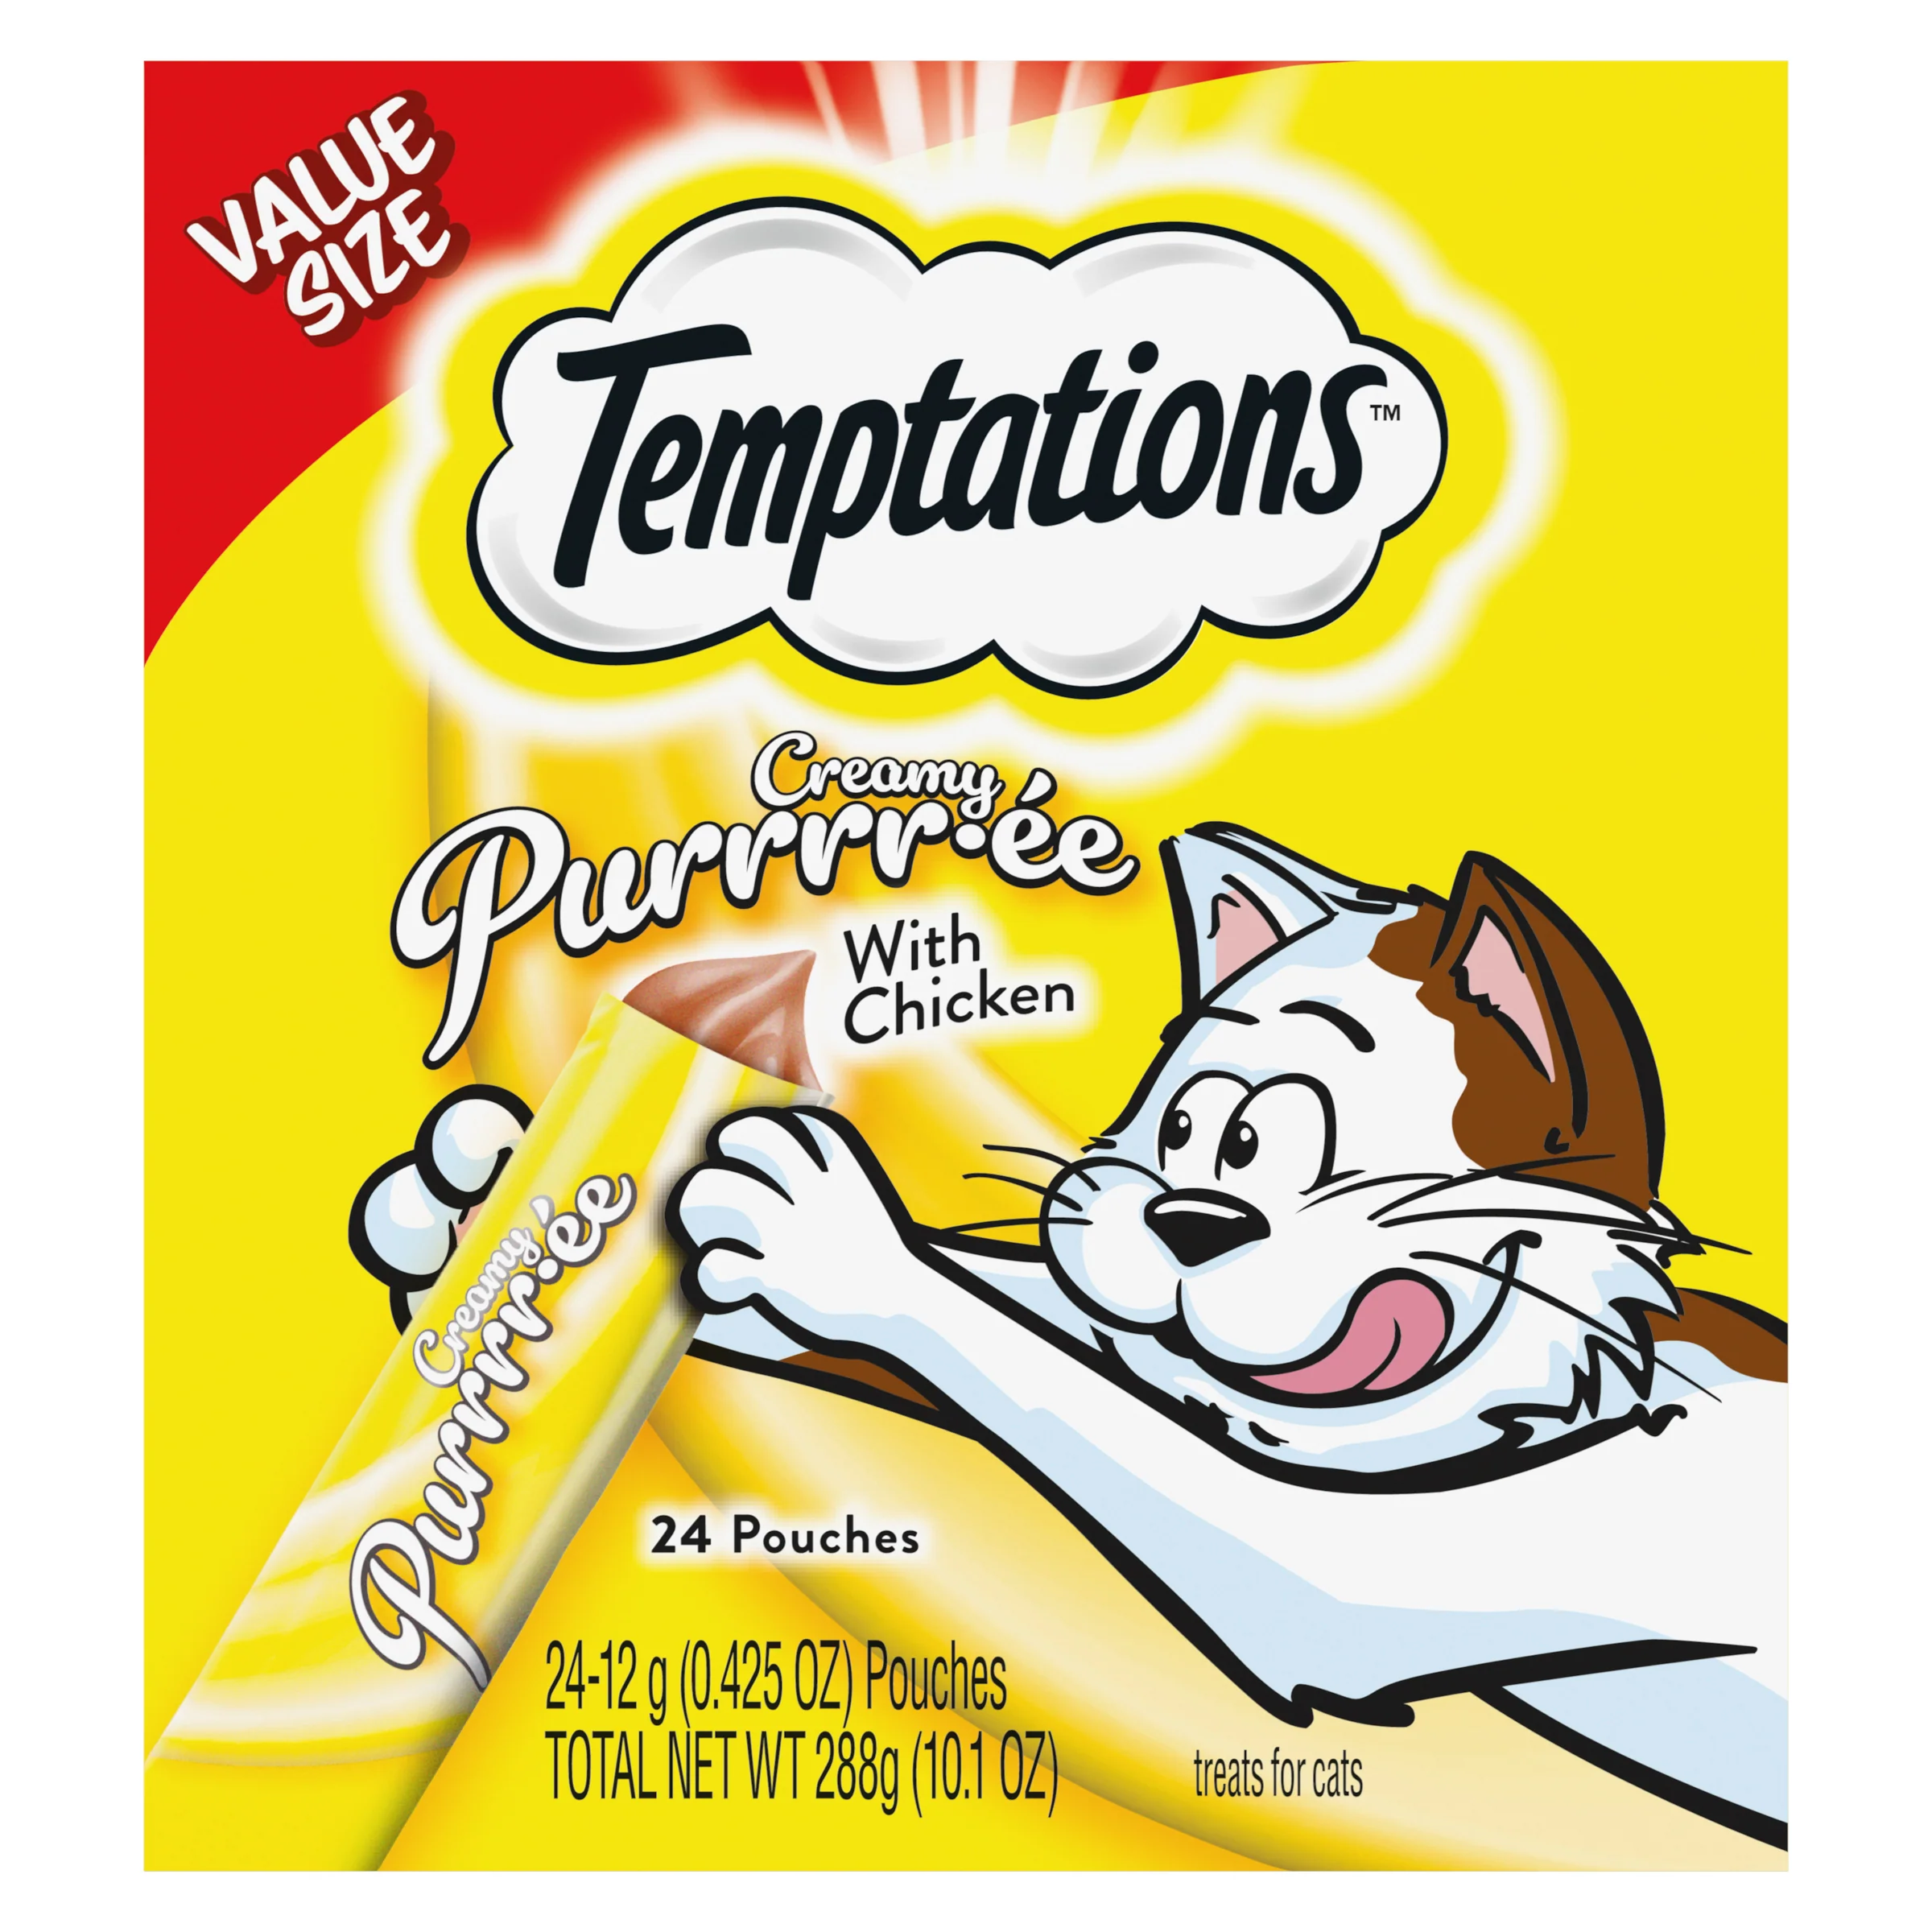 VALUE
SIZE
Temptations™
Creamy
Purrrr·ée
With
Chicken
Creamy
Purrrr·ée
24 Pouches
24-12 g (0.425 OZ) Pouches
TOTAL NET WT 288g (10.1 OZ)
treats for cats